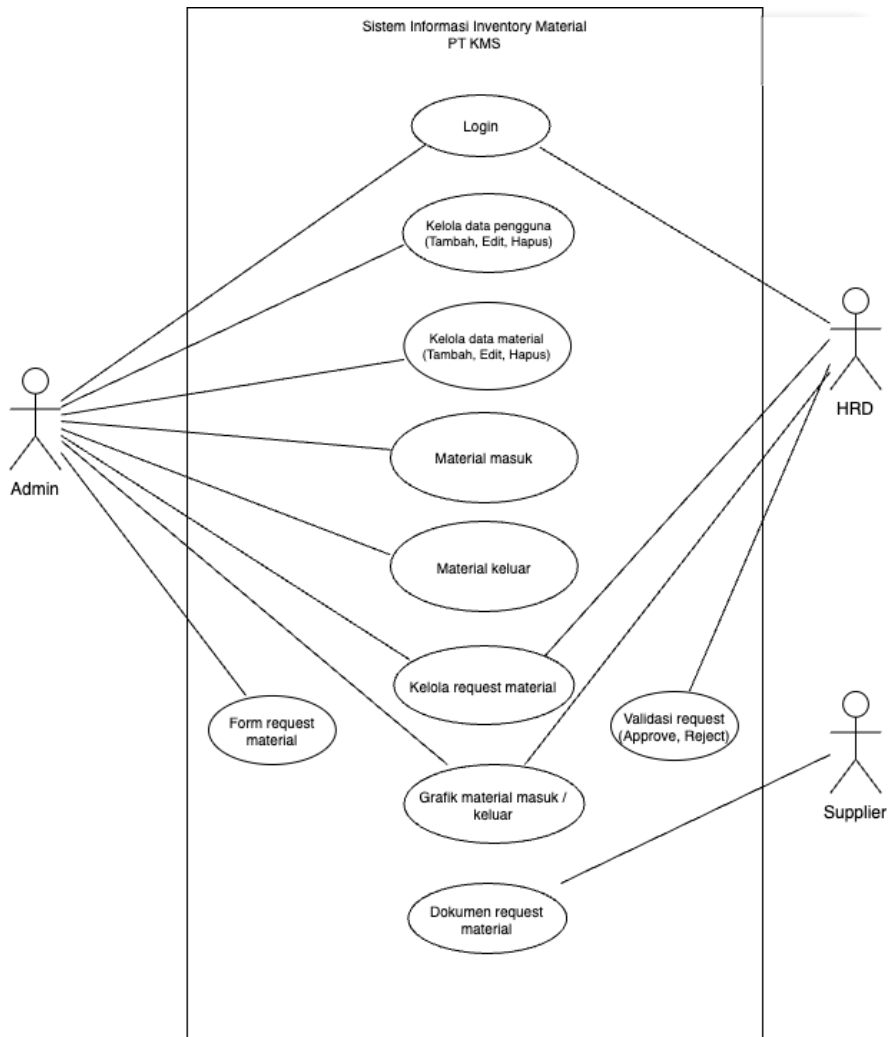 Sistem Informasi Inventory Material
PT KMS
Login
Kelola data pengguna
(Tambah, Edit, Hapus)
Kelola data material
(Tambah, Edit, Hapus)
HRD
Admin
Material masuk
Material keluar
Kelola request material
Form request
material
Validasi request
(Approve, Reject)
Grafik material masuk /
keluar
Supplier
Dokumen request
material